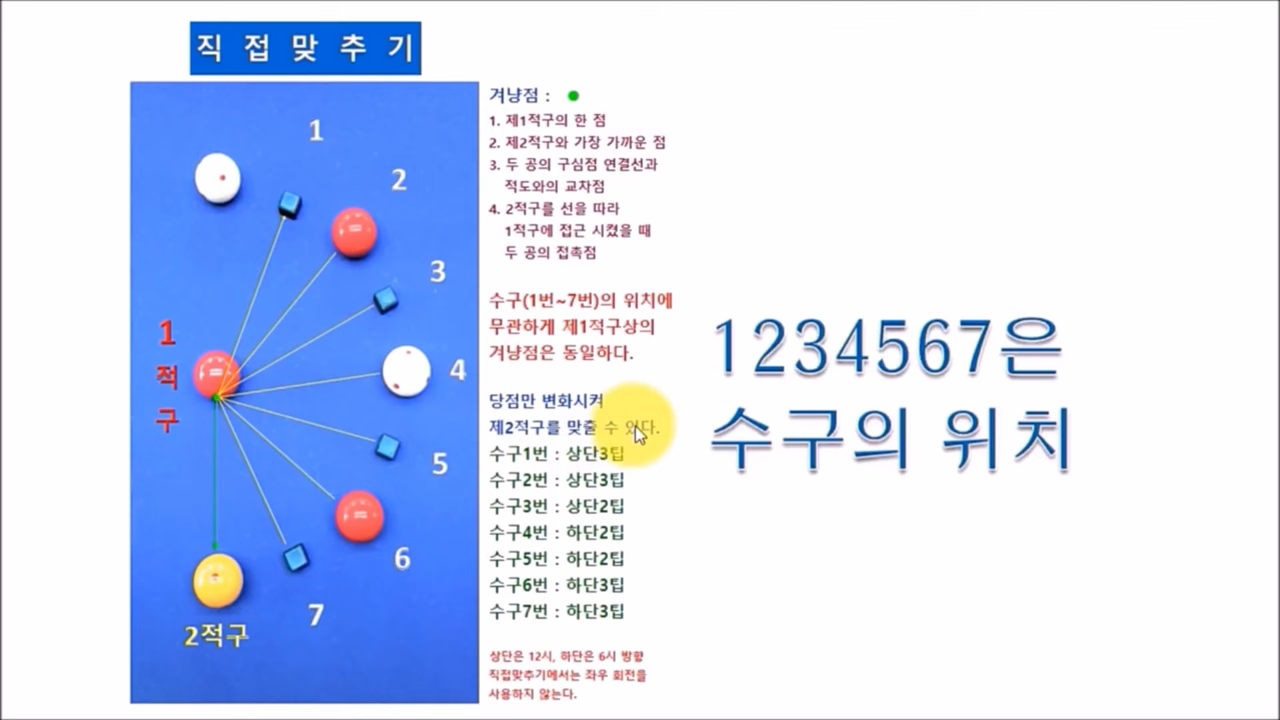 직접맞추기
1
2
3
4
5
6
7
1적구
2적구
겨냥점 :
1. 제1적구의 한 점
2. 제2적구와 가장 가까운 점
3. 두 공의 구심점 연결선과
적도와의 교차점
4. 2적구를 선을 따라
1적구에 접근 시켰을 때
두 공의 접촉점
수구(1번~7번)의 위치에
무관하게 제1적구상의
겨냥점은 동일하다.
당점만 변화시켜
제2적구를 맞출 수 있다.
수구1번 : 상단3팁
수구2번 : 상단3팁
수구3번 : 상단2팁
수구4번 : 하단2팁
수구5번 : 하단2팁
수구6번 : 하단3팁
수구7번 : 하단3팁
상단은 12시, 하단은 6시 방향
직접맞추기에서는 좌우 회전을
사용하지 않는다.
1234567은
수구의 위치